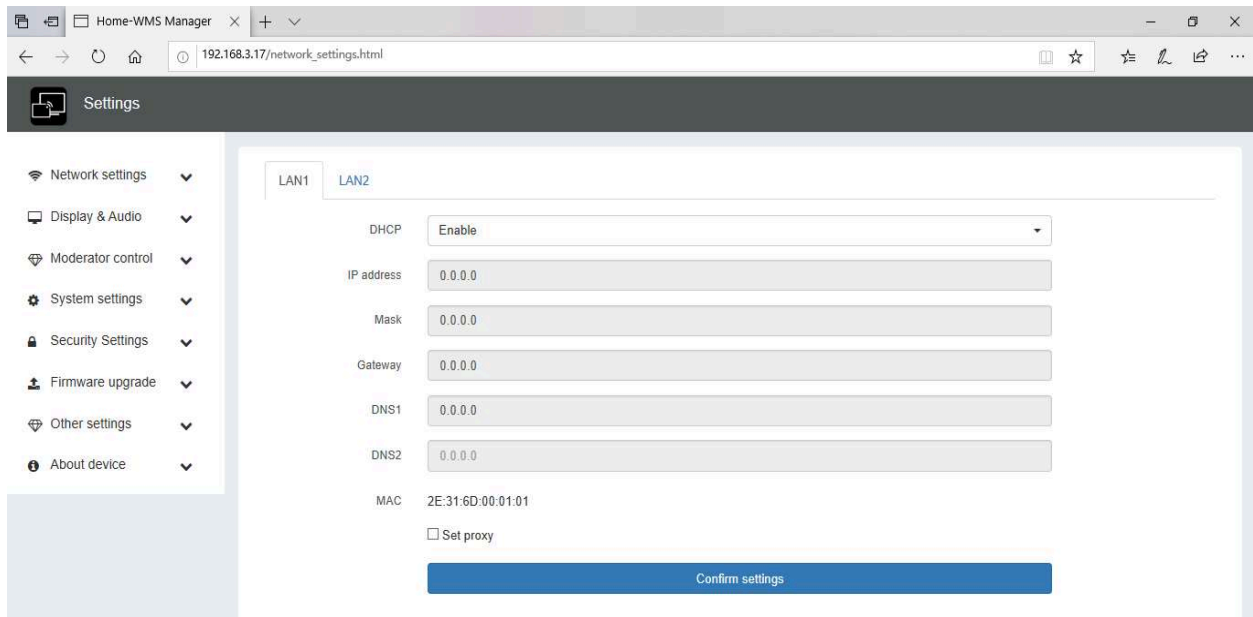 Home-WMS Manager
192.168.3.17/network_settings.html
Settings
Network settings
Display & Audio
Moderator control
System settings
Security Settings
Firmware upgrade
Other settings
About device
LAN1 LAN2
DHCP Enable
IP address 0.0.0.0
Mask 0.0.0.0
Gateway 0.0.0.0
DNS1 0.0.0.0
DNS2 0.0.0.0
MAC 2E:31:6D:00:01:01
Set proxy
Confirm settings